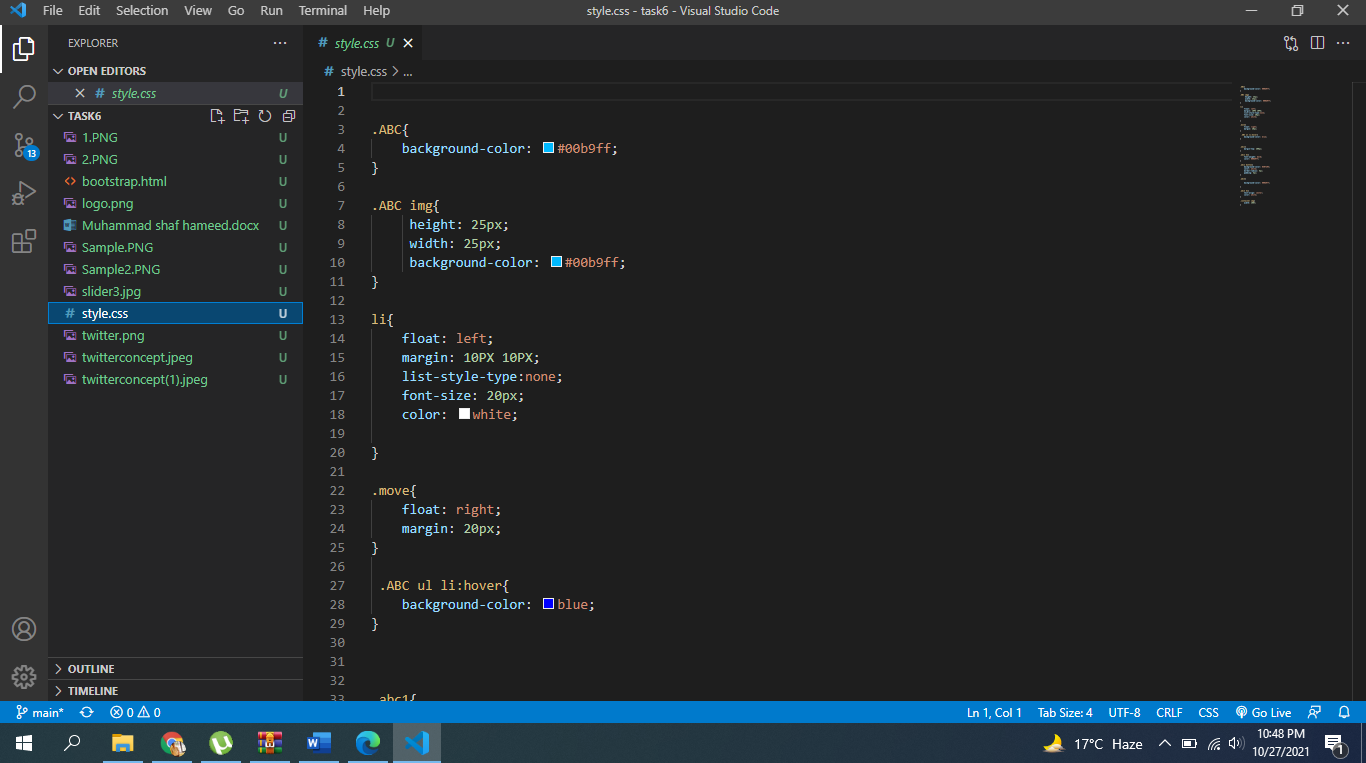 File Edit Selection View Go Run Terminal Help style.css - task6 - Visual Studio Code
EXPLORER
OPEN EDITORS
# style.css U
TASK6
1.PNG U
2.PNG U
<> bootstrap.html U
logo.png U
Muhammad shaf hameed.docx U
Sample.PNG U
Sample2.PNG U
slider3.jpg U
# style.css U
twitter.png U
twitterconcept.jpeg U
twitterconcept(1).jpeg U
OUTLINE
TIMELINE
13
# style.css U
# style.css > ...
1
2
3 .ABC{
4 background-color: #00b9ff;
5 }
6
7 .ABC img{
8 height: 25px;
9 width: 25px;
10 background-color: #00b9ff;
11 }
12
13 li{
14 float: left;
15 margin: 10PX 10PX;
16 list-style-type:none;
17 font-size: 20px;
18 color: white;
19
20 }
21
22 .move{
23 float: right;
24 margin: 20px;
25 }
26
27 .ABC ul li:hover{
28 background-color: blue;
29 }
30
31
32
33 abc1{
main* 0 0 Ln 1, Col 1 Tab Size: 4 UTF-8 CRLF CSS Go Live
17°C Haze 10:48 PM
10/27/2021
1